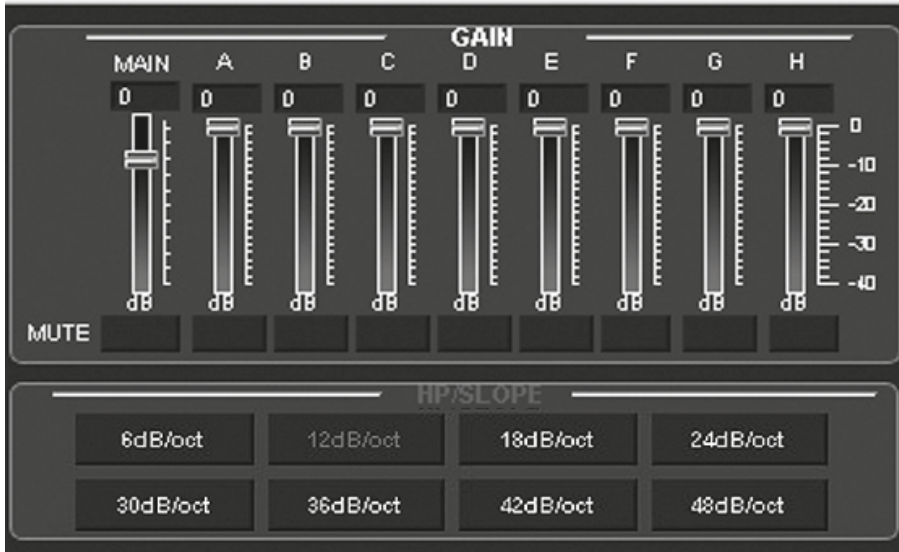 GAIN
MAIN A B C D E F G H
0 0 0 0 0 0 0 0 0
0
-10
-20
-30
-40
dB dB dB dB dB dB dB dB dB
MUTE
HP/SLOPE
6dB/oct 12dB/oct 18dB/oct 24dB/oct
30dB/oct 36dB/oct 42dB/oct 48dB/oct